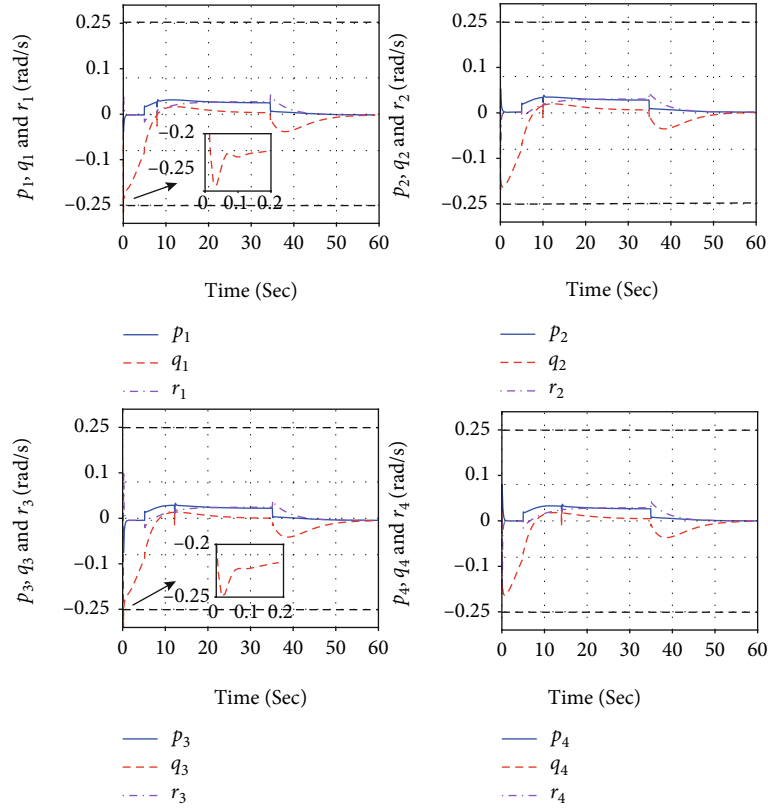 p1, q1 and r1 (rad/s)
0.25
0.1
0
−0.1
−0.25
−0.2
−0.25
0 0.1 0.2
0 10 20 30 40 50 60
Time (Sec)
p1
q1
r1
p2, q2 and r2 (rad/s)
0.25
0.1
0
−0.1
−0.25
0 10 20 30 40 50 60
Time (Sec)
p2
q2
r2
p3, q3 and r3 (rad/s)
0.25
0.1
0
−0.1
−0.25
−0.2
−0.25
0 0.1 0.2
0 10 20 30 40 50 60
Time (Sec)
p3
q3
r3
p4, q4 and r4 (rad/s)
0.25
0.1
0
−0.1
−0.25
0 10 20 30 40 50 60
Time (Sec)
p4
q4
r4